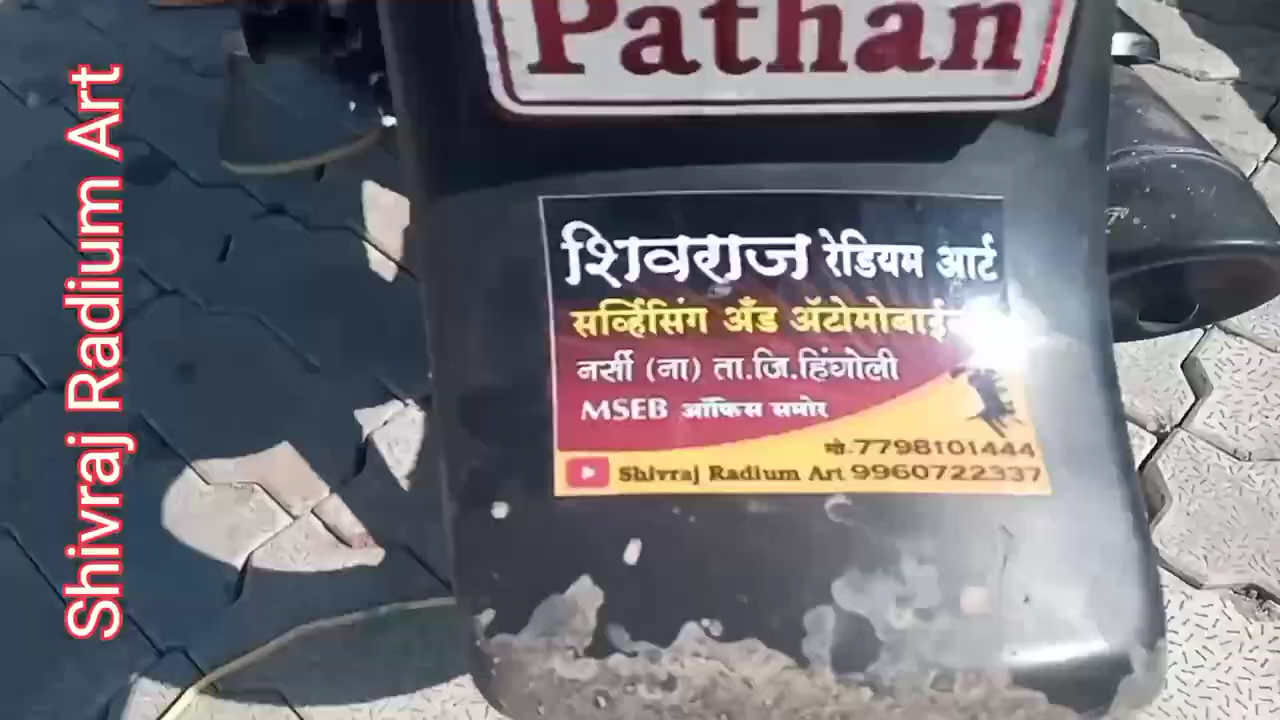 Shivraj Radium Art
Pathan
शिवराज रेडियम आर्ट
सर्व्हिसिंग अँड ॲटोमोबाईल
नर्सी (ना) ता.जि.हिंगोली
MSEB ऑफिस समोर
मो.7798101444
Shivraj Radium Art 9960722337